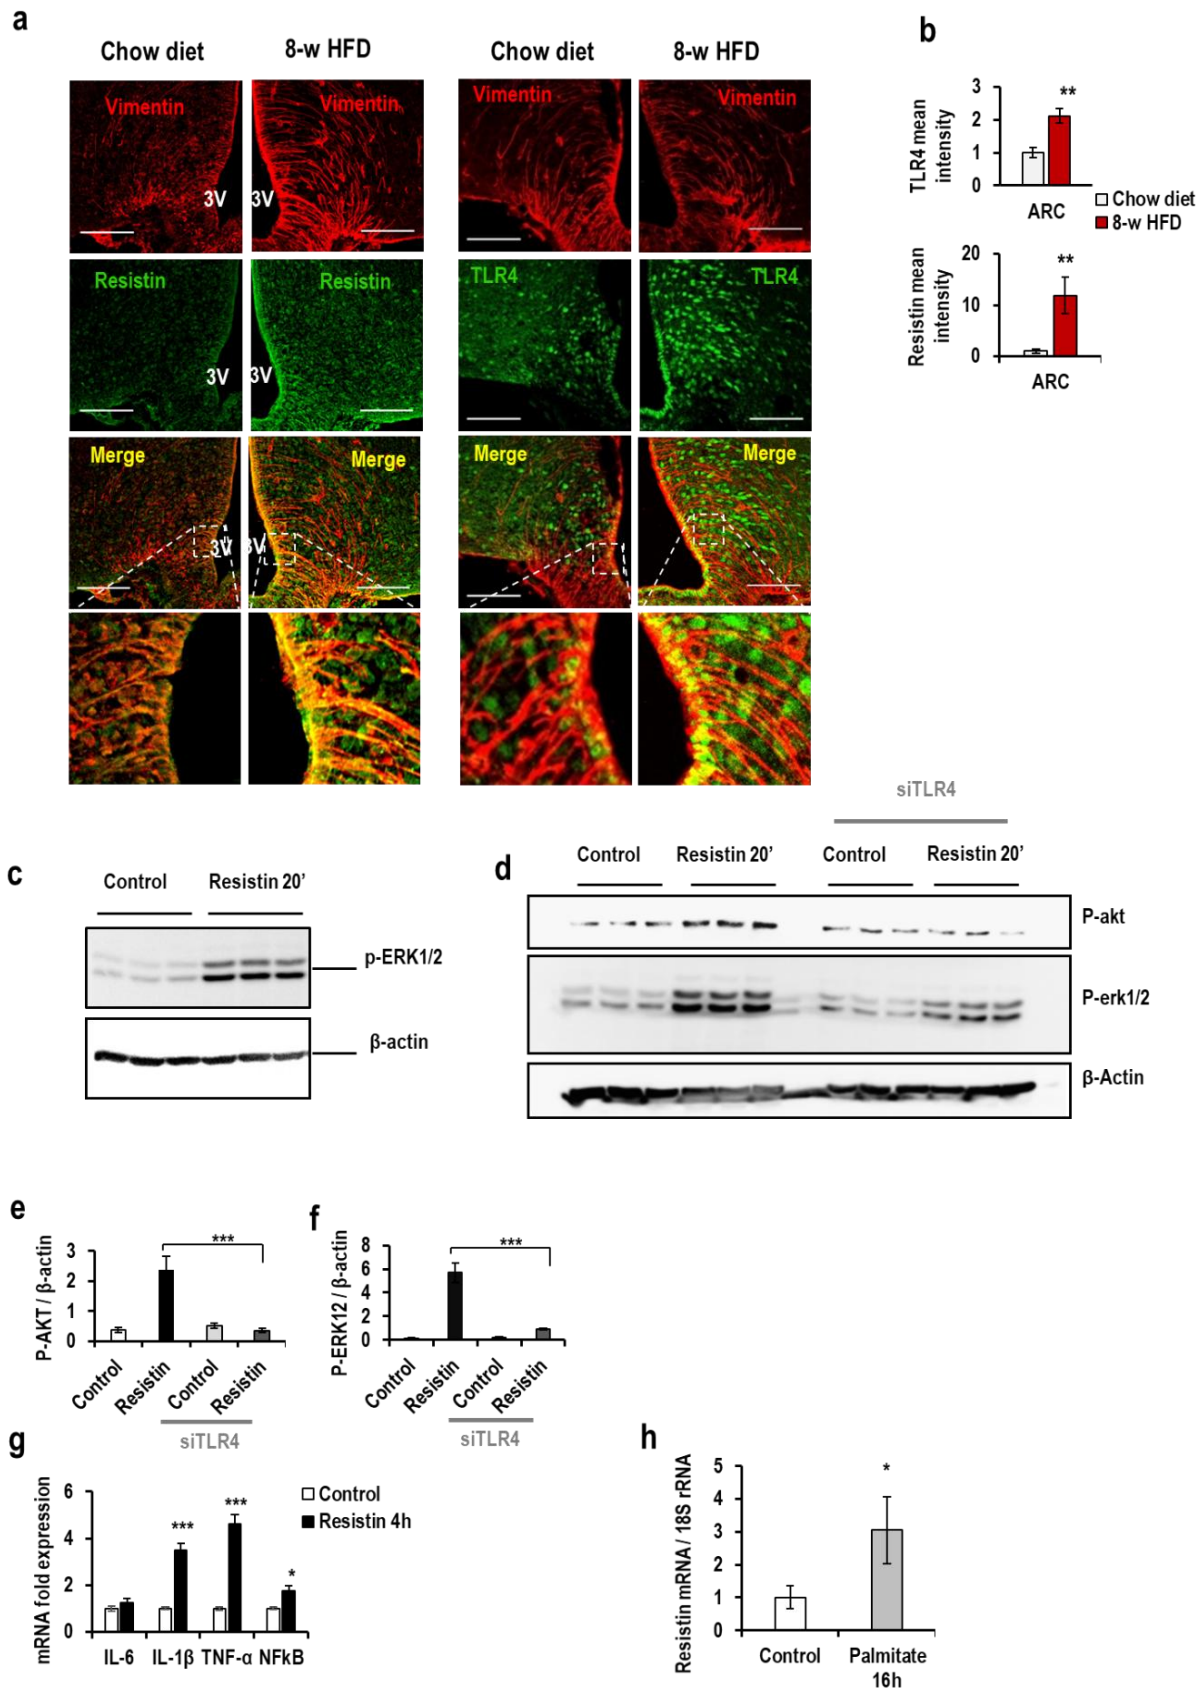 a
Chow diet
8-w HFD
Chow diet
8-w HFD
Vimentin
Vimentin
Vimentin
Vimentin
3V
3V
Resistin
Resistin
TLR4
TLR4
3V
3V
Merge
Merge
Merge
Merge
3V
3V
b
TLR4 mean
intensity
3
2
1
0
**
ARC
Chow diet
8-w HFD
Resistin mean
intensity
20
10
0
**
ARC
c
Control
Resistin 20'
p-ERK1/2
β-actin
siTLR4
d
Control
Resistin 20'
Control
Resistin 20'
P-akt
P-erk1/2
β-Actin
e
P-AKT / β-actin
3
2
1
0
***
Control
Resistin
Control
Resistin
siTLR4
f
P-ERK12 / β-actin
8
6
4
2
0
***
Control
Resistin
Control
Resistin
siTLR4
g
mRNA fold expression
6
4
2
0
***
***
*
Control
Resistin 4h
IL-6 IL-1β TNF-α NFkB
h
Resistin mRNA / 18S rRNA
5
4
3
2
1
0
*
Control
Palmitate
16h